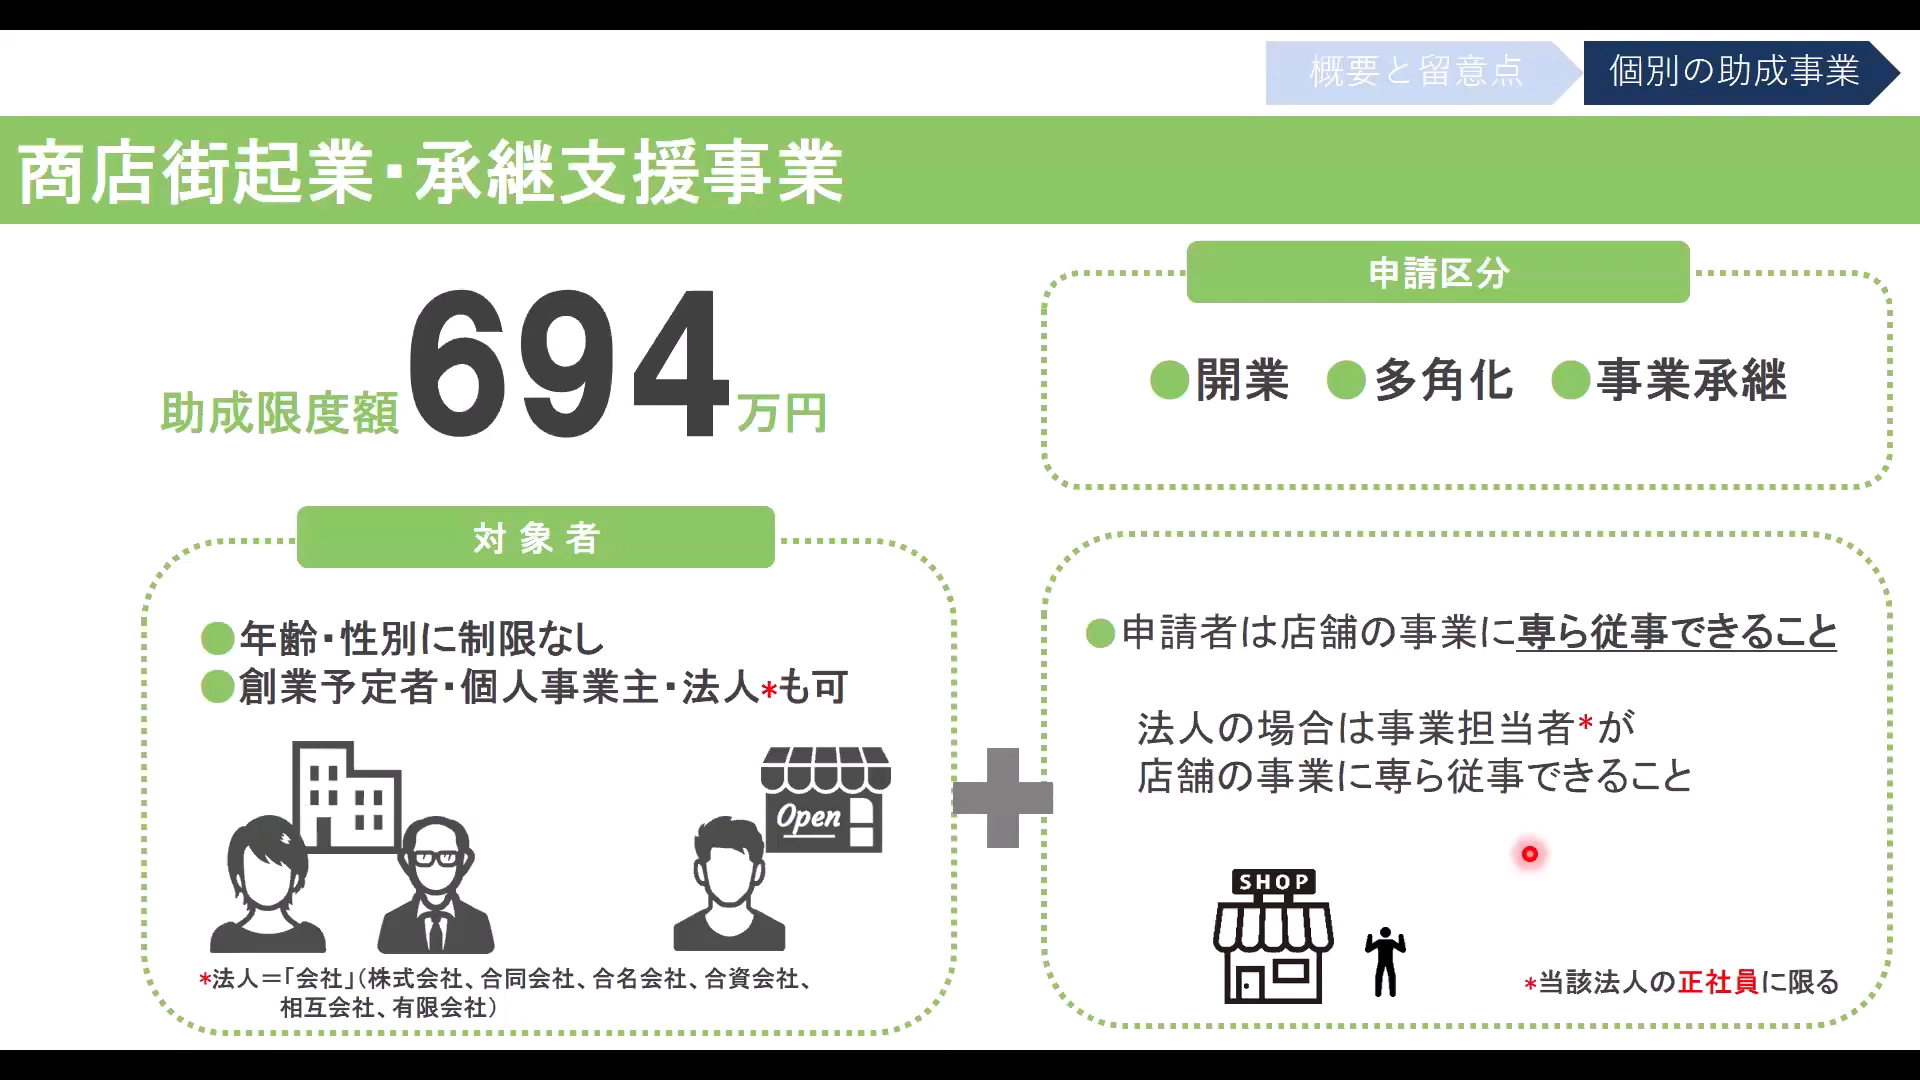 概要と留意点
個別の助成事業
商店街起業・承継支援事業
助成限度額694万円
申請区分
●開業 ●多角化 ●事業承継
対象者
●年齢・性別に制限なし
●創業予定者・個人事業主・法人*も可
Open
*法人＝「会社」（株式会社、合同会社、合名会社、合資会社、
相互会社、有限会社）
●申請者は店舗の事業に専ら従事できること
法人の場合は事業担当者*が
店舗の事業に専ら従事できること
SHOP
*当該法人の正社員に限る